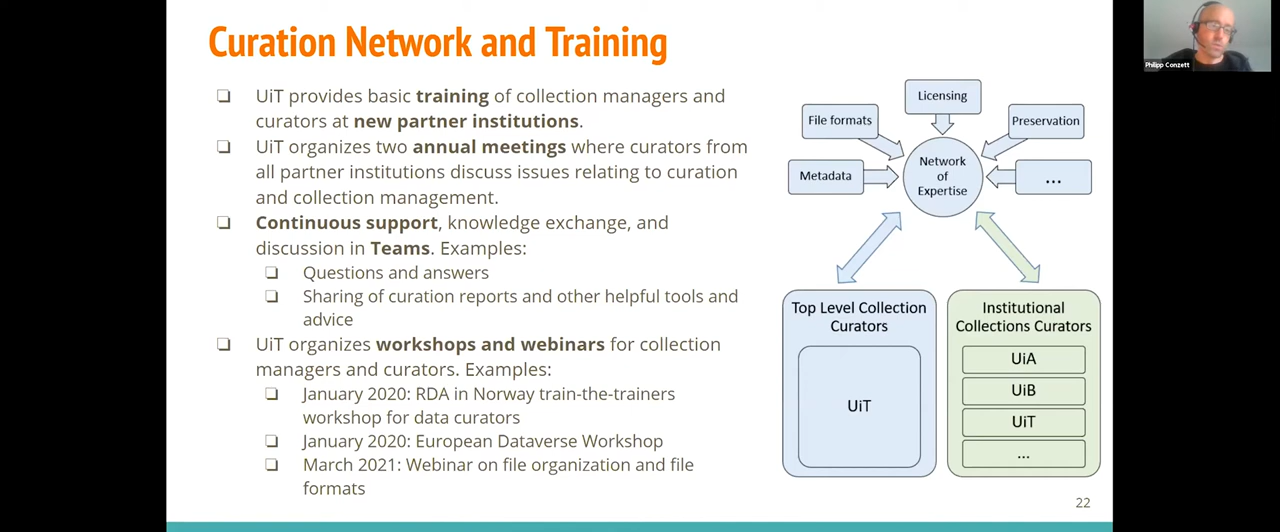 Curation Network and Training
❏ UiT provides basic training of collection managers and
curators at new partner institutions.
❏ UiT organizes two annual meetings where curators from
all partner institutions discuss issues relating to curation
and collection management.
❏ Continuous support, knowledge exchange, and
discussion in Teams. Examples:
❏ Questions and answers
❏ Sharing of curation reports and other helpful tools and
advice
❏ UiT organizes workshops and webinars for collection
managers and curators. Examples:
❏ January 2020: RDA in Norway train-the-trainers
workshop for data curators
❏ January 2020: European Dataverse Workshop
❏ March 2021: Webinar on file organization and file
formats
Licensing
File formats
Preservation
Metadata
Network
of
Expertise
...
Top Level Collection
Curators
UiT
Institutional
Collections Curators
UiA
UiB
UiT
...
22
Philipp Conzett